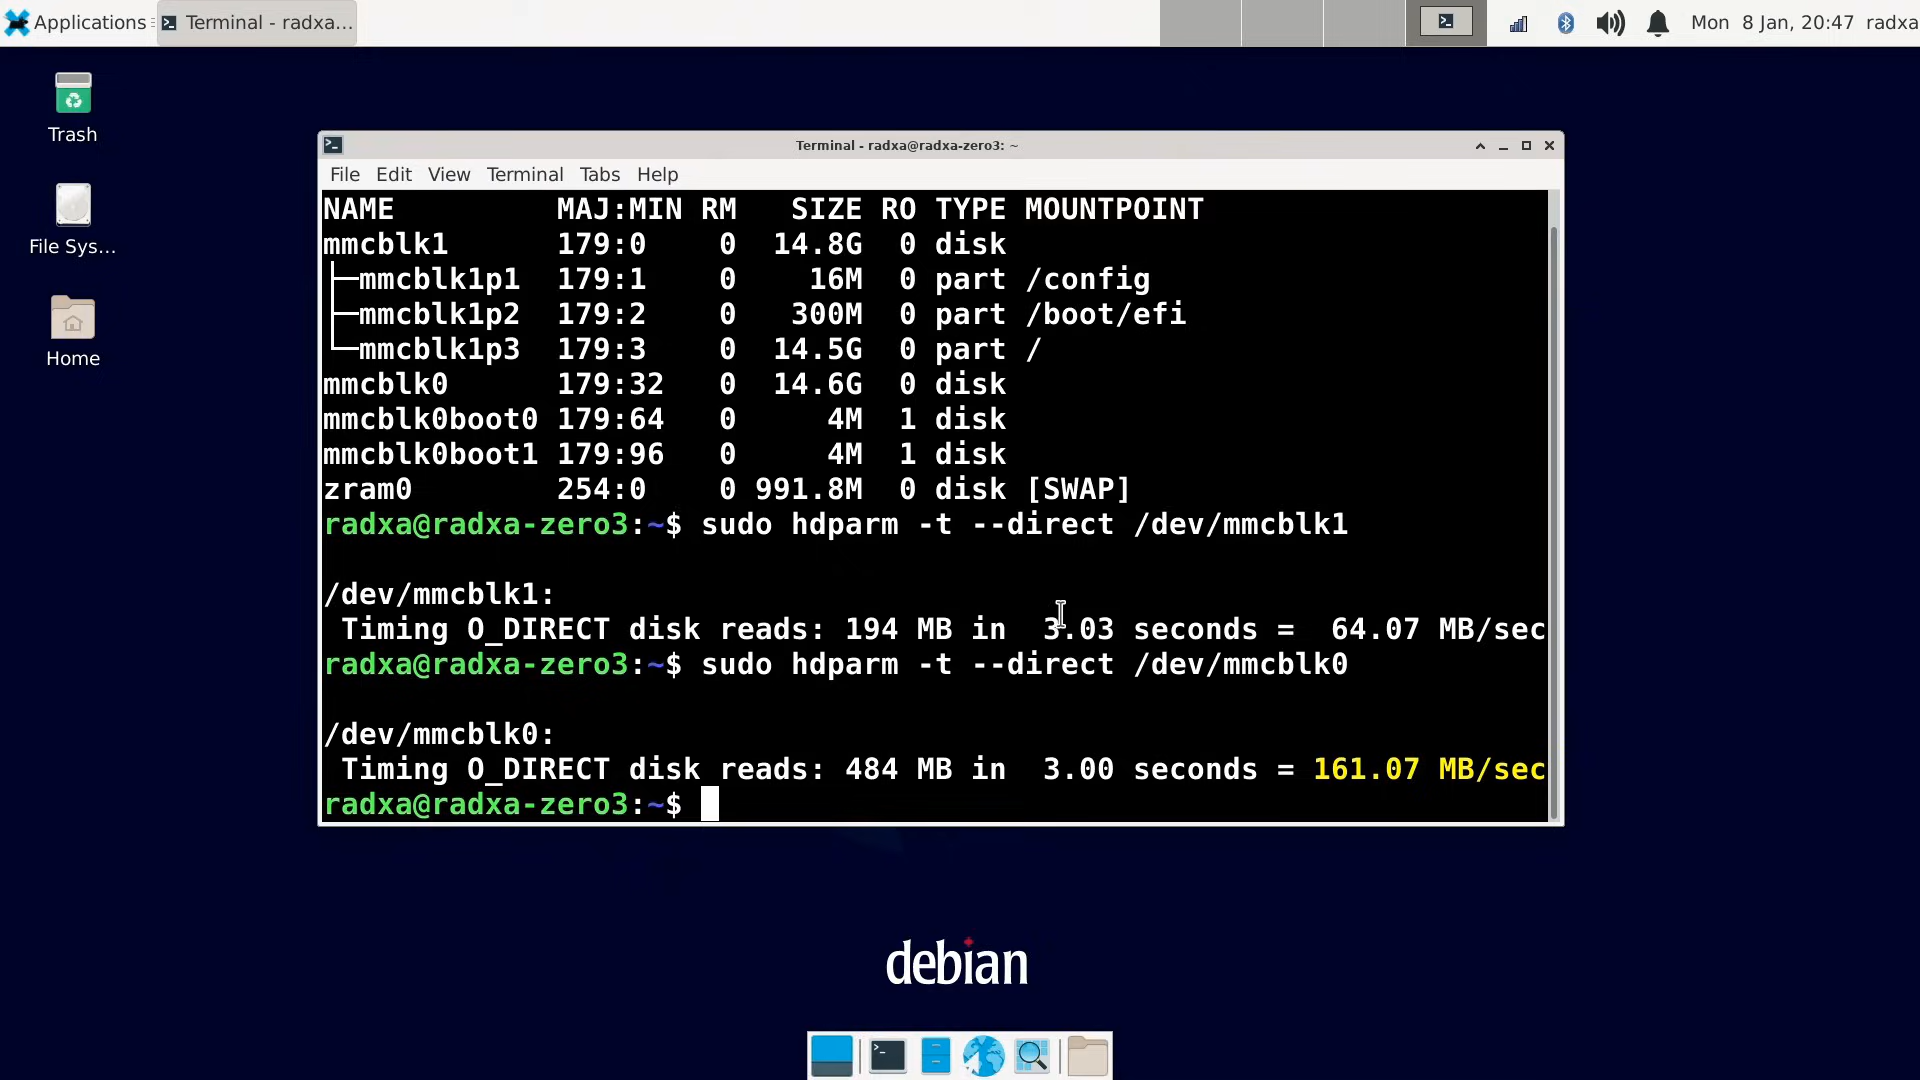 Applications
Terminal - radxa...
Mon 8 Jan, 20:47 radxa
Trash
File Sys...
Home
Terminal - radxa@radxa-zero3: ~
File Edit View Terminal Tabs Help
NAME MAJ:MIN RM SIZE RO TYPE MOUNTPOINT
mmcblk1 179:0 0 14.8G 0 disk
├─mmcblk1p1 179:1 0 16M 0 part /config
├─mmcblk1p2 179:2 0 300M 0 part /boot/efi
└─mmcblk1p3 179:3 0 14.5G 0 part /
mmcblk0 179:32 0 14.6G 0 disk
mmcblk0boot0 179:64 0 4M 1 disk
mmcblk0boot1 179:96 0 4M 1 disk
zram0 254:0 0 991.8M 0 disk [SWAP]
radxa@radxa-zero3:~$ sudo hdparm -t --direct /dev/mmcblk1
/dev/mmcblk1:
Timing O_DIRECT disk reads: 194 MB in 3.03 seconds = 64.07 MB/sec
radxa@radxa-zero3:~$ sudo hdparm -t --direct /dev/mmcblk0
/dev/mmcblk0:
Timing O_DIRECT disk reads: 484 MB in 3.00 seconds = 161.07 MB/sec
radxa@radxa-zero3:~$
debian